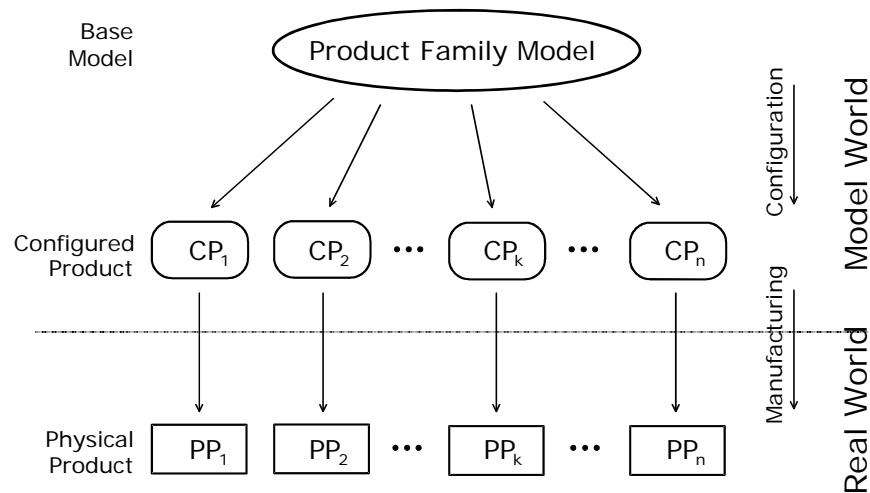 Base
Model
Product Family Model
Configuration
Model World
Configured
Product
CP1
CP2
•••
CPk
•••
CPn
Manufacturing
Real World
Physical
Product
PP1
PP2
•••
PPk
•••
PPn